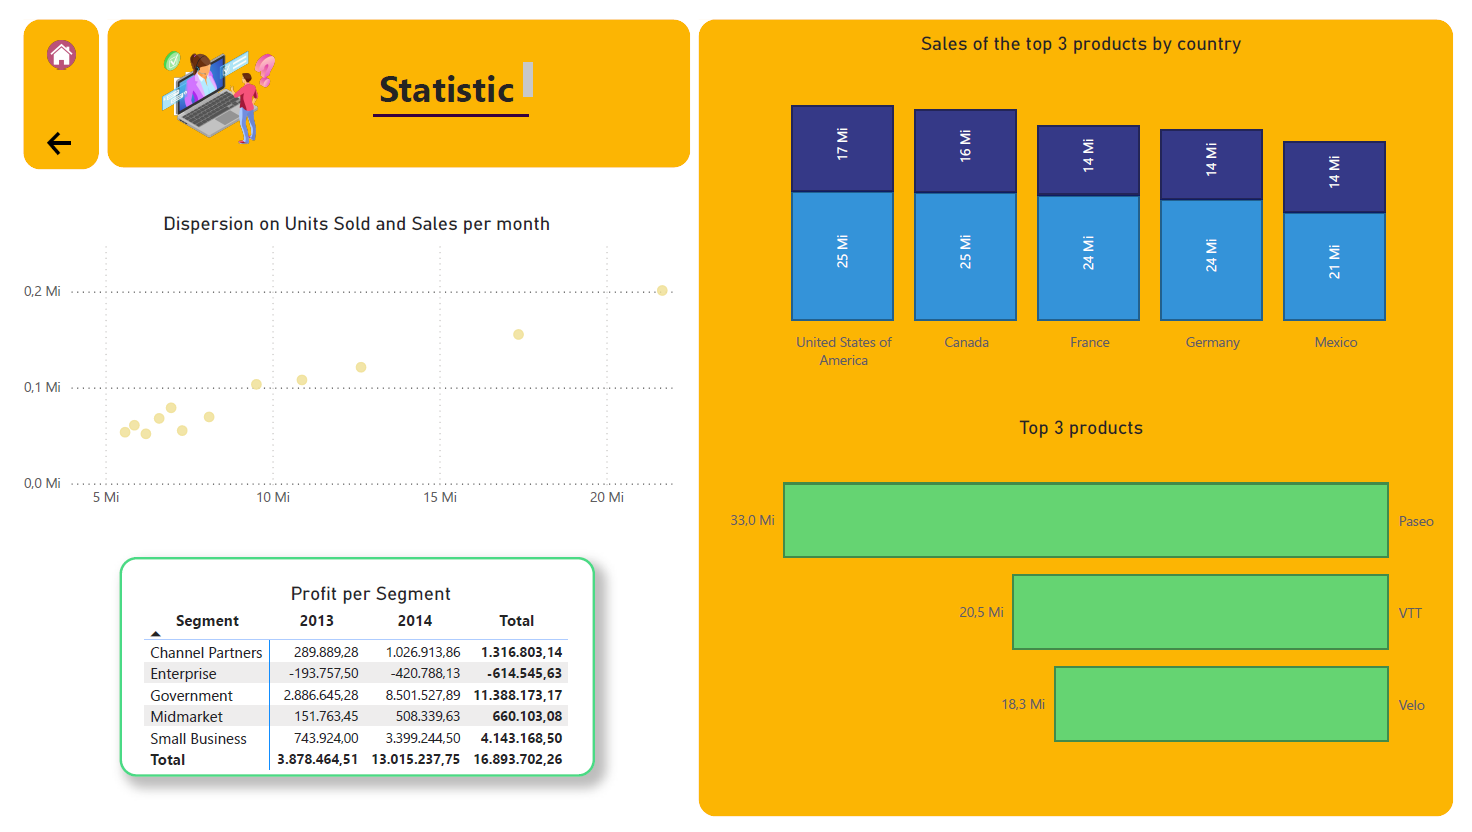 Statistic
Dispersion on Units Sold and Sales per month
0,2 Mi
0,1 Mi
0,0 Mi
5 Mi 10 Mi 15 Mi 20 Mi
Profit per Segment
Segment 2013 2014 Total
Channel Partners 289.889,28 1.026.913,86 1.316.803,14
Enterprise -193.757,50 -420.788,13 -614.545,63
Government 2.886.645,28 8.501.527,89 11.388.173,17
Midmarket 151.763,45 508.339,63 660.103,08
Small Business 743.924,00 3.399.244,50 4.143.168,50
Total 3.878.464,51 13.015.237,75 16.893.702,26
Sales of the top 3 products by country
17 Mi 16 Mi 14 Mi 14 Mi 14 Mi
25 Mi 25 Mi 24 Mi 24 Mi 21 Mi
United States of
America
Canada
France
Germany
Mexico
Top 3 products
33,0 Mi Paseo
20,5 Mi VTT
18,3 Mi Velo